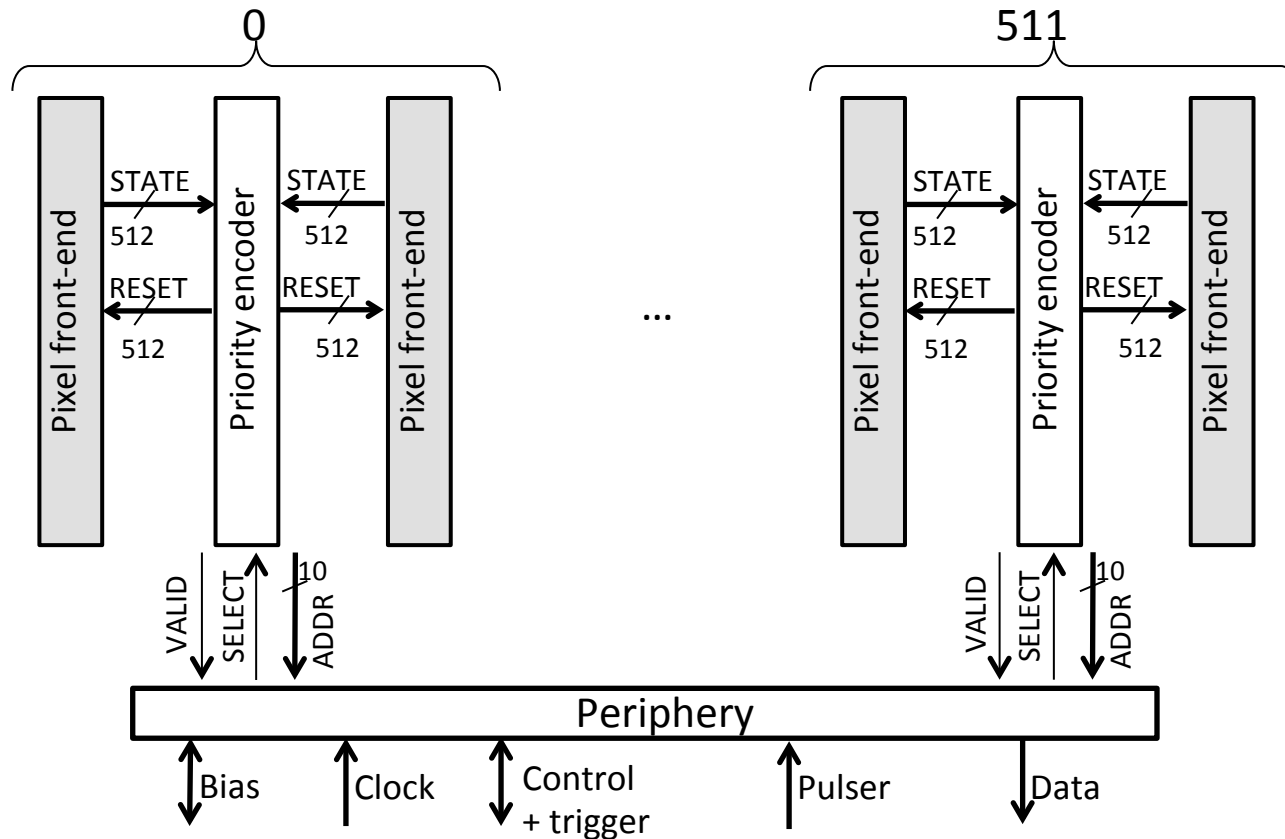 0
511
Pixel front-end
STATE
512
RESET
512
Priority encoder
STATE
512
RESET
512
Pixel front-end
...
Pixel front-end
STATE
512
RESET
512
Priority encoder
STATE
512
RESET
512
Pixel front-end
VALID
SELECT
10
ADDR
VALID
SELECT
10
ADDR
Periphery
Bias
Clock
Control
+ trigger
Pulser
Data